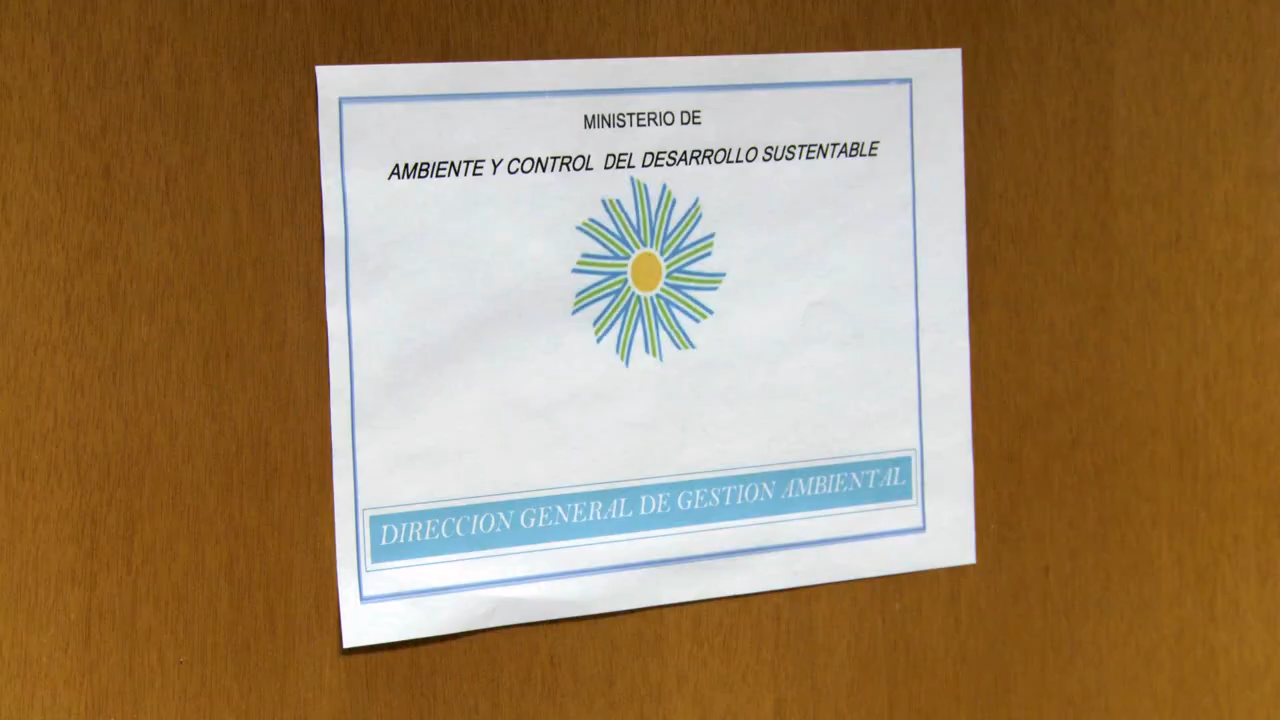 MINISTERIO DE
AMBIENTE Y CONTROL DEL DESARROLLO SUSTENTABLE
DIRECCION GENERAL DE GESTION AMBIENTAL